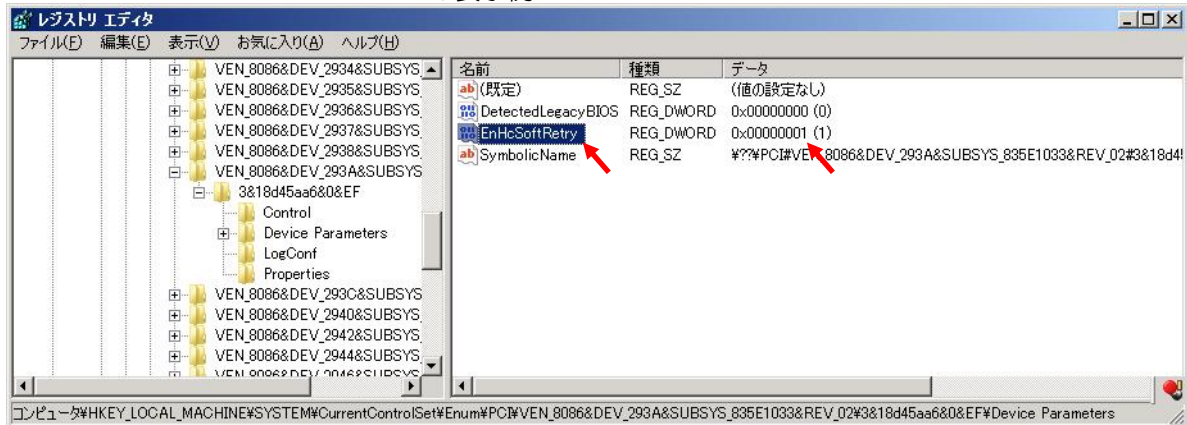 レジストリ エディタ
ファイル(F) 編集(E) 表示(V) お気に入り(A) ヘルプ(H)
VEN_8086&DEV_2934&SUBSYS_
VEN_8086&DEV_2935&SUBSYS_
VEN_8086&DEV_2936&SUBSYS_
VEN_8086&DEV_2937&SUBSYS_
VEN_8086&DEV_2938&SUBSYS_
VEN_8086&DEV_293A&SUBSYS
3&18d45aa6&0&EF
Control
Device Parameters
LogConf
Properties
VEN_8086&DEV_293C&SUBSYS
VEN_8086&DEV_2940&SUBSYS_
VEN_8086&DEV_2942&SUBSYS_
VEN_8086&DEV_2944&SUBSYS_
名前 種類 データ
(既定) REG_SZ (値の設定なし)
DetectedLegacyBIOS REG_DWORD 0x00000000 (0)
EnHcSoftRetry REG_DWORD 0x00000001 (1)
SymbolicName REG_SZ ¥??¥PCI#VEN_8086&DEV_293A&SUBSYS_835E1033&REV_02#3&18d4
コンピュータ¥HKEY_LOCAL_MACHINE¥SYSTEM¥CurrentControlSet¥Enum¥PCI¥VEN_8086&DEV_293A&SUBSYS_835E1033&REV_02¥3&18d45aa6&0&EF¥Device Parameters